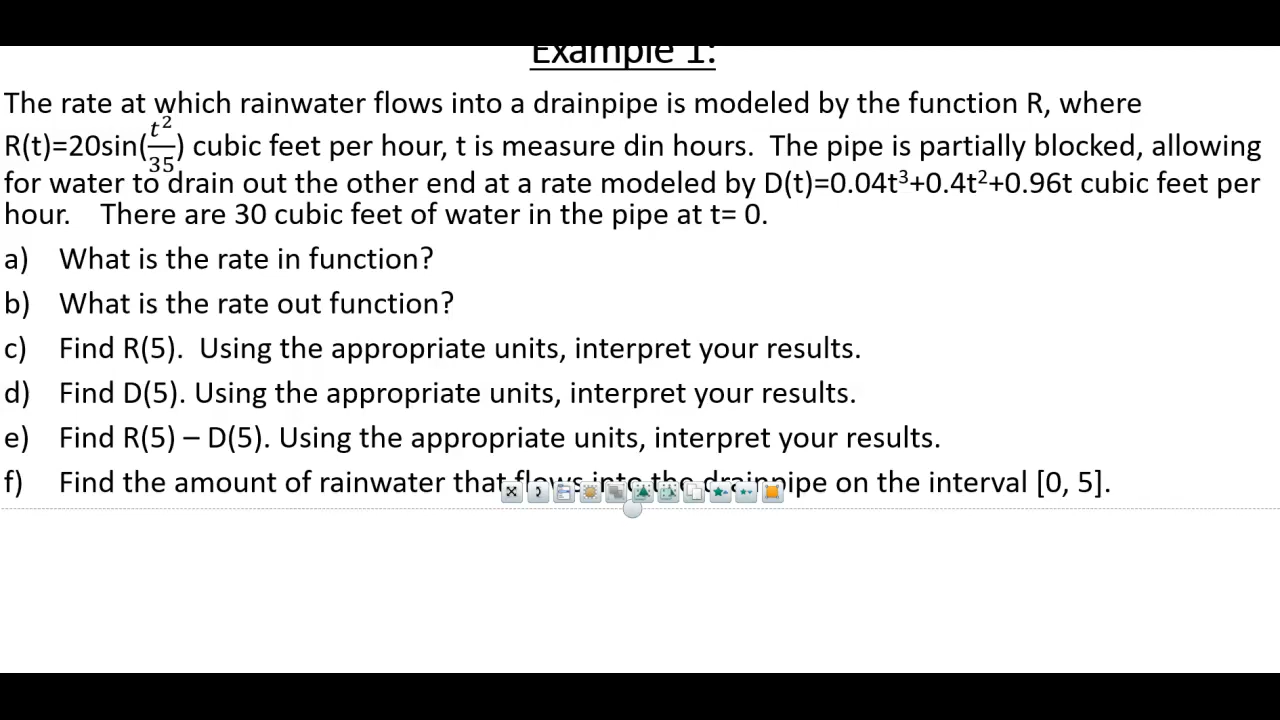 Example 1:
The rate at which rainwater flows into a drainpipe is modeled by the function R, where
R(t)=20sin(t²/35) cubic feet per hour, t is measure din hours.  The pipe is partially blocked, allowing
for water to drain out the other end at a rate modeled by D(t)=0.04t³+0.4t²+0.96t cubic feet per
hour.    There are 30 cubic feet of water in the pipe at t= 0.
a) What is the rate in function?
b) What is the rate out function?
c) Find R(5).  Using the appropriate units, interpret your results.
d) Find D(5). Using the appropriate units, interpret your results.
e) Find R(5) – D(5). Using the appropriate units, interpret your results.
f) Find the amount of rainwater that flows into the drainpipe on the interval [0, 5].